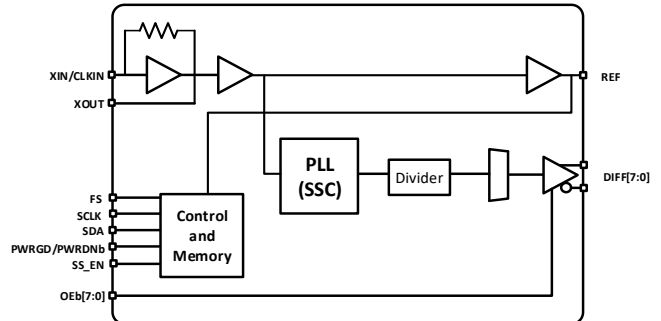 XIN/CLKIN
REF
XOUT
PLL
(SSC)
Divider
DIFF[7:0]
FS
SCLK
SDA
PWRGD/PWRDNb
SS_EN
Control
and
Memory
OEb[7:0]